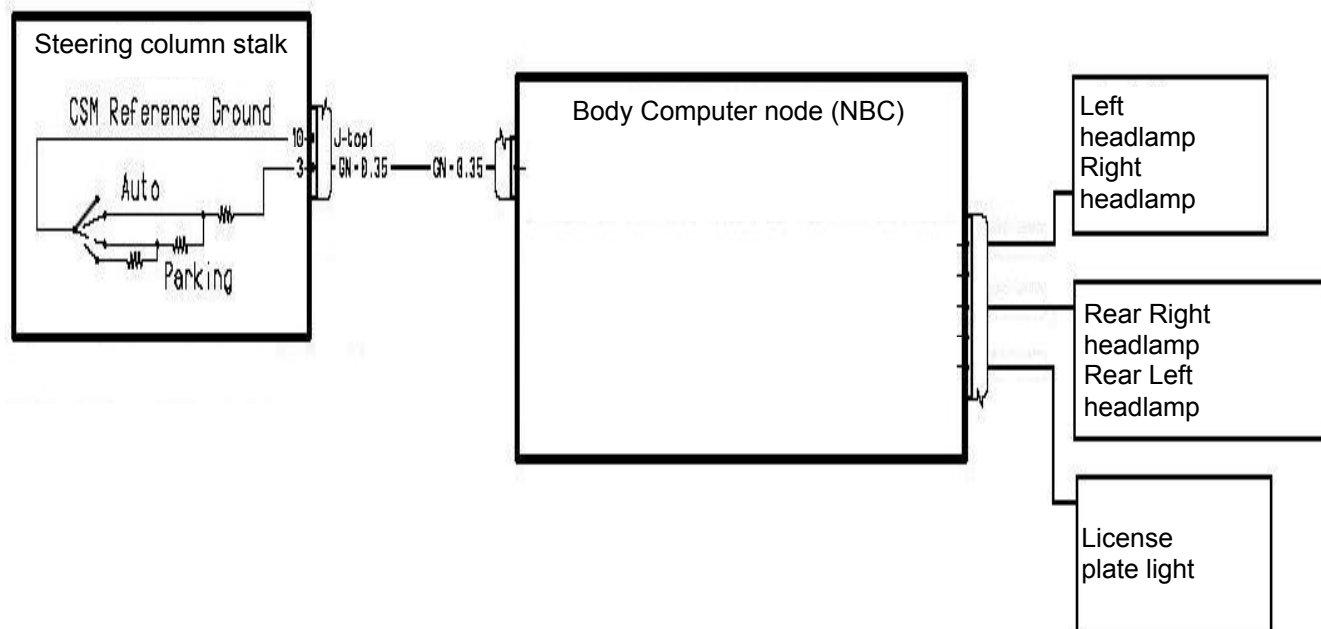 Steering column stalk
CSM Reference Ground
10
J-top1
3
GN-0.35
GN-0.35
Auto
Parking
Body Computer node (NBC)
Left
headlamp
Right
headlamp
Rear Right
headlamp
Rear Left
headlamp
License
plate light